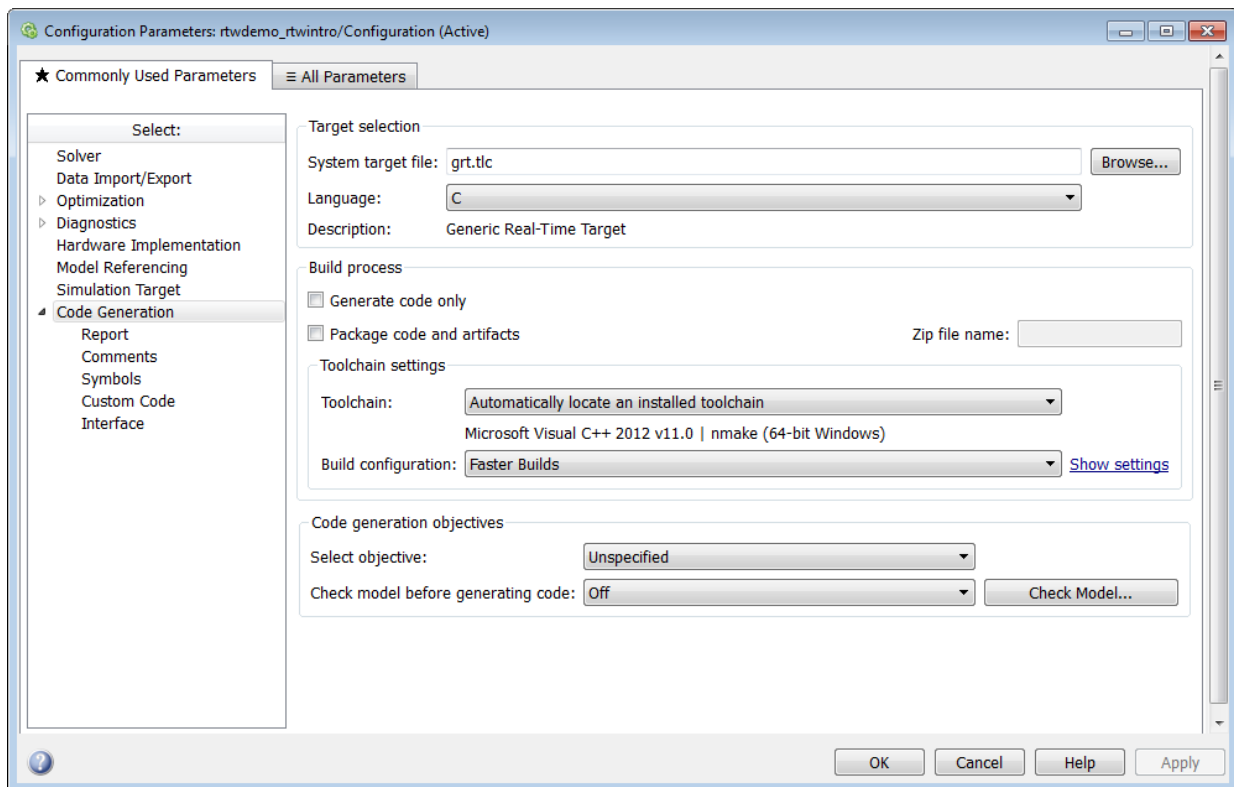 Configuration Parameters: rtwdemo_rtwintro/Configuration (Active)
★ Commonly Used Parameters
≡ All Parameters
Select:
Solver
Data Import/Export
Optimization
Diagnostics
Hardware Implementation
Model Referencing
Simulation Target
Code Generation
Report
Comments
Symbols
Custom Code
Interface
Target selection
System target file: grt.tlc Browse...
Language: C
Description: Generic Real-Time Target
Build process
Generate code only
Package code and artifacts Zip file name:
Toolchain settings
Toolchain: Automatically locate an installed toolchain
Microsoft Visual C++ 2012 v11.0 | nmake (64-bit Windows)
Build configuration: Faster Builds Show settings
Code generation objectives
Select objective: Unspecified
Check model before generating code: Off Check Model...
? OK Cancel Help Apply